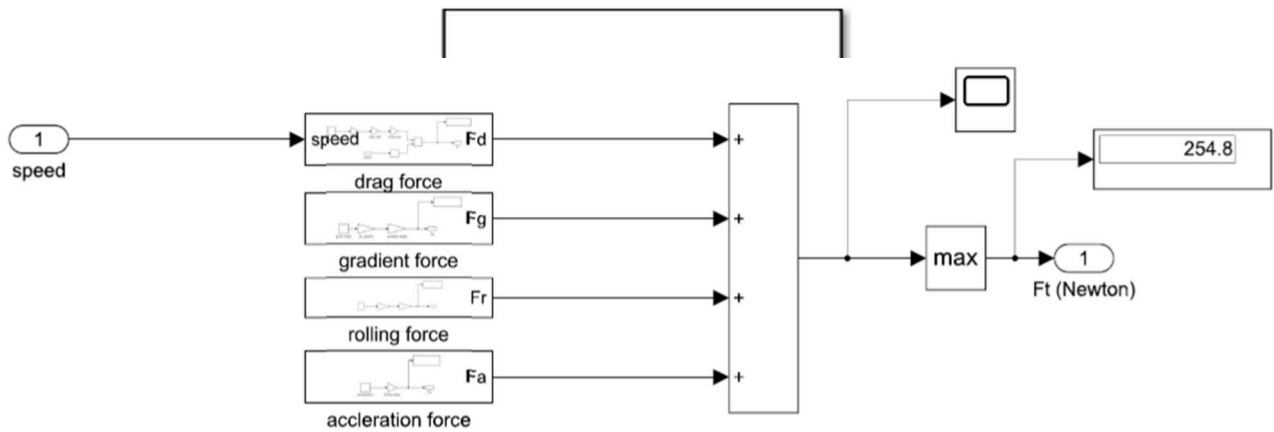 1
speed
speed Fd
drag force
Fg
gradient force
Fr
rolling force
Fa
accleration force
+
+
+
+
max
254.8
1
Ft (Newton)